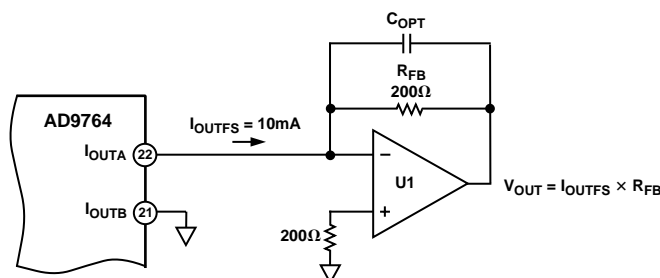 C_OPT
R_FB
200Ω
AD9764
I_OUTFS = 10mA
I_OUTA
22
U1
V_OUT = I_OUTFS × R_FB
I_OUTB
21
200Ω